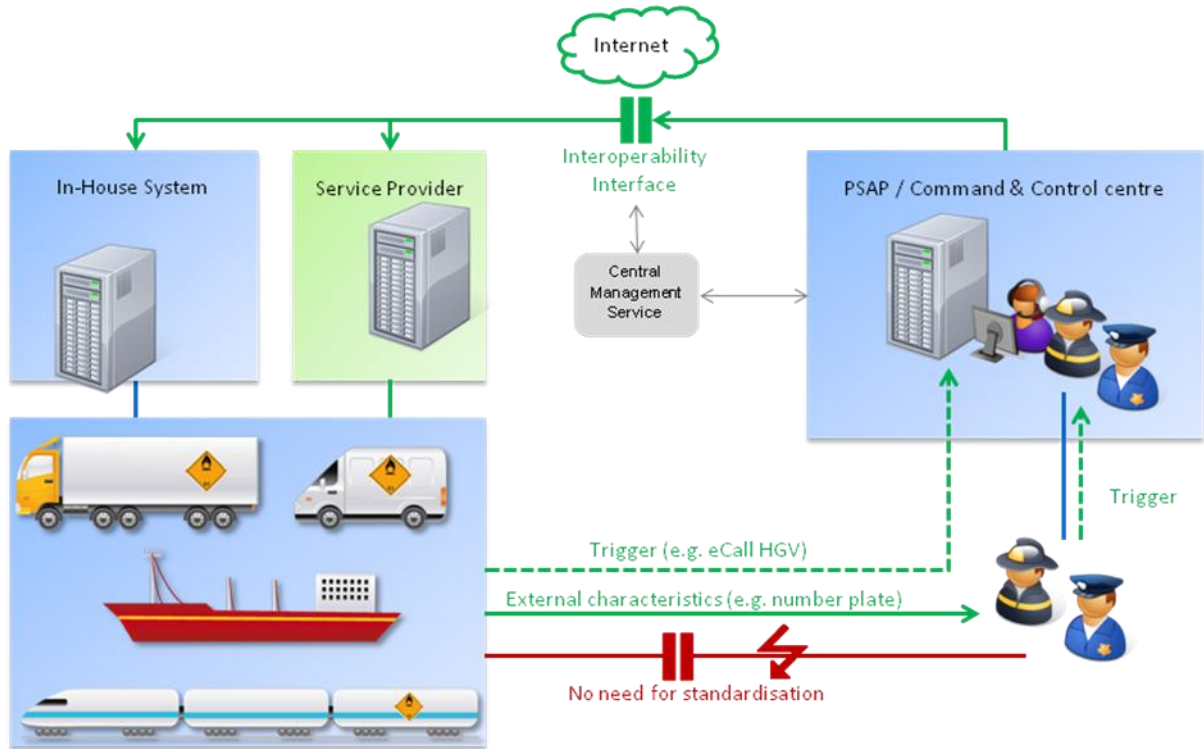 Internet
Interoperability
Interface
In-House System
Service Provider
PSAP / Command & Control centre
Central
Management
Service
Trigger
Trigger (e.g. eCall HGV)
External characteristics (e.g. number plate)
No need for standardisation